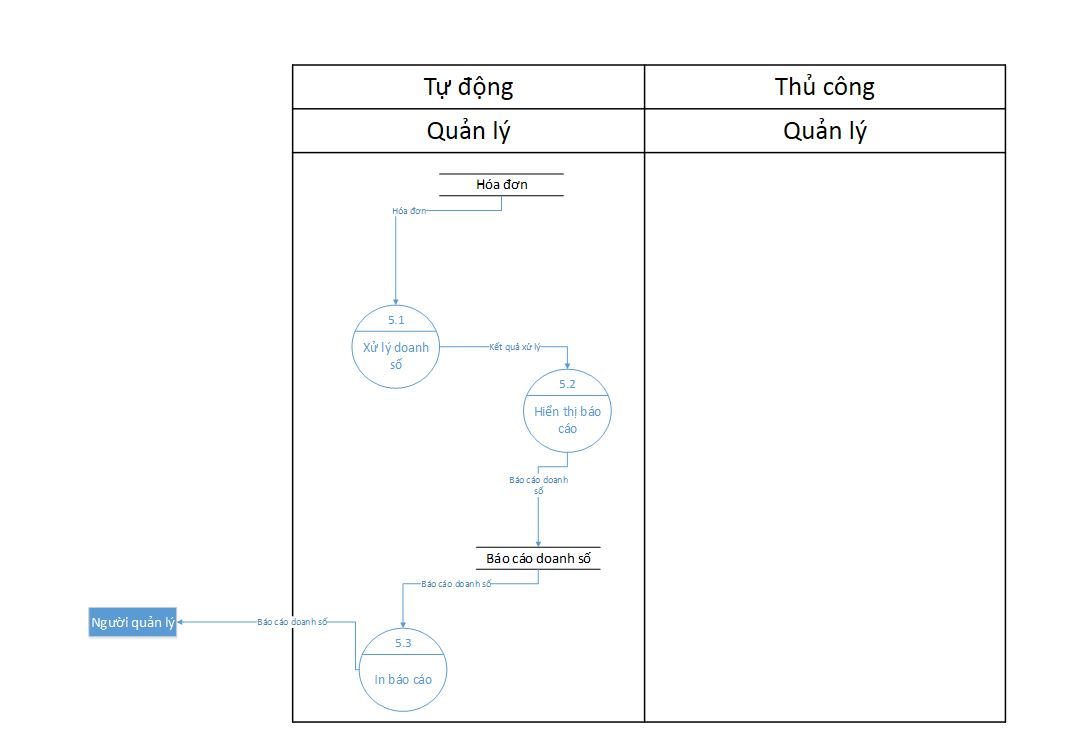 Tự động
Thủ công
Quản lý
Quản lý
Hóa đơn
Hóa đơn
5.1
Xử lý doanh
số
Kết quả xử lý
5.2
Hiển thị báo
cáo
Báo cáo doanh
số
Báo cáo doanh số
Báo cáo doanh số
Người quản lý
Báo cáo doanh số
5.3
In báo cáo